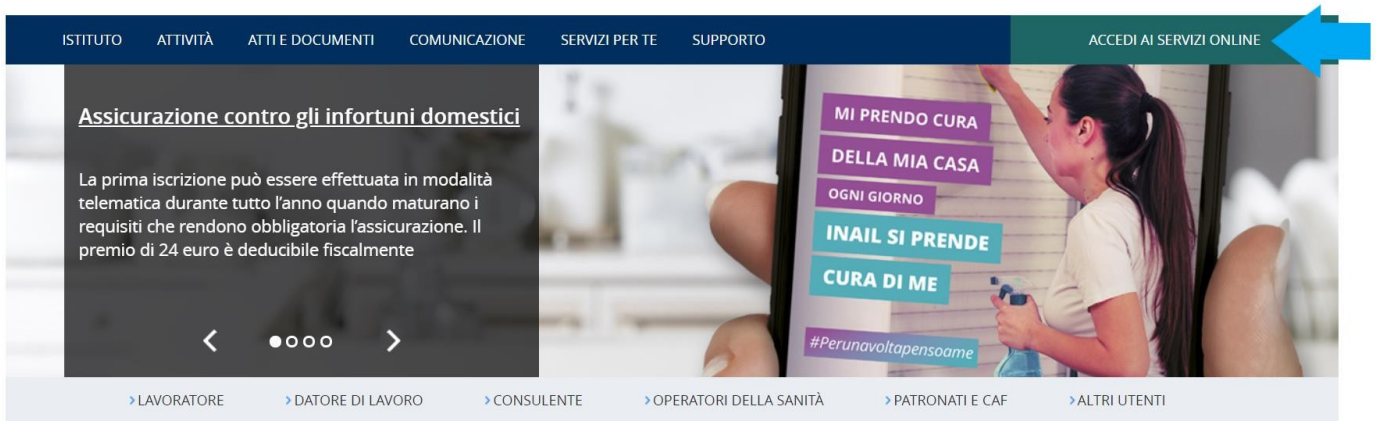 ISTITUTO ATTIVITÀ ATTI E DOCUMENTI COMUNICAZIONE SERVIZI PER TE SUPPORTO ACCEDI AI SERVIZI ONLINE
Assicurazione contro gli infortuni domestici
La prima iscrizione può essere effettuata in modalità
telematica durante tutto l’anno quando maturano i
requisiti che rendono obbligatoria l’assicurazione. Il
premio di 24 euro è deducibile fiscalmente
MI PRENDO CURA
DELLA MIA CASA
OGNI GIORNO
INAIL SI PRENDE
CURA DI ME
#Perunavoltapensoame
LAVORATORE DATORE DI LAVORO CONSULENTE OPERATORI DELLA SANITÀ PATRONATI E CAF ALTRI UTENTI